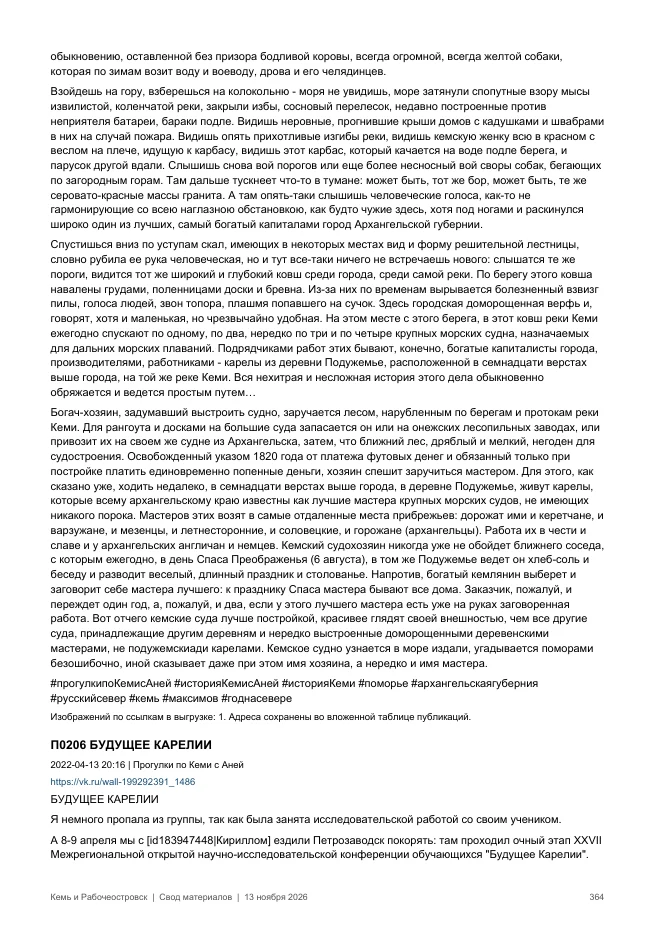 обыкновению, оставленной без призора бодливой коровы, всегда огромной, всегда желтой собаки,
которая по зимам возит воду и воеводу, дрова и его челядинцев.
Взойдешь на гору, взберешься на колокольню - моря не увидишь, море затянули спопутные взору мысы
извилистой, коленчатой реки, закрыли избы, сосновый перелесок, недавно построенные против
неприятеля батареи, бараки подле. Видишь неровные, прогнившие крыши домов с кадушками и швабрами
в них на случай пожара. Видишь опять прихотливые изгибы реки, видишь кемскую женку всю в красном с
веслом на плече, идущую к карбасу, видишь этот карбас, который качается на воде подле берега, и
парусок другой вдали. Слышишь снова вой порогов или еще более несносный вой своры собак, бегающих
по загородным горам. Там дальше тускнеет что-то в тумане: может быть, тот же бор, может быть, те же
серовато-красные массы гранита. А там опять-таки слышишь человеческие голоса, как-то не
гармонирующие со всею наглазною обстановкою, как будто чужие здесь, хотя под ногами и раскинулся
широко один из лучших, самый богатый капиталами город Архангельской губернии.
Спустишься вниз по уступам скал, имеющих в некоторых местах вид и форму решительной лестницы,
словно рубила ее рука человеческая, но и тут все-таки ничего не встречаешь нового: слышатся те же
пороги, видится тот же широкий и глубокий ковш среди города, среди самой реки. По берегу этого ковша
навалены грудами, поленницами доски и бревна. Из-за них по временам вырывается болезненный взвизг
пилы, голоса людей, звон топора, плашмя попавшего на сучок. Здесь городская доморощенная верфь и,
говорят, хотя и маленькая, но чрезвычайно удобная. На этом месте с этого берега, в этот ковш реки Кеми
ежегодно спускают по одному, по два, нередко по три и по четыре крупных морских судна, назначаемых
для дальних морских плаваний. Подрядчиками работ этих бывают, конечно, богатые капиталисты города,
производителями, работниками - карелы из деревни Подужемье, расположенной в семнадцати верстах
выше города, на той же реке Кеми. Вся нехитрая и несложная история этого дела обыкновенно
обряжается и ведется простым путем…
Богач-хозяин, задумавший выстроить судно, заручается лесом, нарубленным по берегам и протокам реки
Кеми. Для рангоута и досками на большие суда запасается он или на онежских лесопильных заводах, или
привозит их на своем же судне из Архангельска, затем, что ближний лес, дряблый и мелкий, негоден для
судостроения. Освобожденный указом 1820 года от платежа футовых денег и обязанный только при
постройке платить единовременно попенные деньги, хозяин спешит заручиться мастером. Для этого, как
сказано уже, ходить недалеко, в семнадцати верстах выше города, в деревне Подужемье, живут карелы,
которые всему архангельскому краю известны как лучшие мастера крупных морских судов, не имеющих
никакого порока. Мастеров этих возят в самые отдаленные места прибрежьев: дорожат ими и керетчане, и
варзужане, и мезенцы, и летнесторонние, и соловецкие, и горожане (архангельцы). Работа их в чести и
славе и у архангельских англичан и немцев. Кемский судохозяин никогда уже не обойдет ближнего соседа,
с которым ежегодно, в день Спаса Преображенья (6 августа), в том же Подужемье ведет он хлеб-соль и
беседу и разводит веселый, длинный праздник и столованье. Напротив, богатый кемлянин выберет и
заговорит себе мастера лучшего: к празднику Спаса мастера бывают все дома. Заказчик, пожалуй, и
переждет один год, а, пожалуй, и два, если у этого лучшего мастера есть уже на руках заговоренная
работа. Вот отчего кемские суда лучше постройкой, красивее глядят своей внешностью, чем все другие
суда, принадлежащие другим деревням и нередко выстроенные доморощенными деревенскими
мастерами, не подужемскиади карелами. Кемское судно узнается в море издали, угадывается поморами
безошибочно, иной сказывает даже при этом имя хозяина, а нередко и имя мастера.
#прогулкипоКемисАней #историяКемисАней #историяКеми #поморье #архангельскаягуберния
#русскийсевер #кемь #максимов #годнасевере
Изображений по ссылкам в выгрузке: 1. Адреса сохранены во вложенной таблице публикаций.
П0206 БУДУЩЕЕ КАРЕЛИИ
2022-04-13 20:16 | Прогулки по Кеми с Аней
https://vk.ru/wall-199292391_1486
БУДУЩЕЕ КАРЕЛИИ
Я немного пропала из группы, так как была занята исследовательской работой со своим учеником.
А 8-9 апреля мы с [id183947448|Кириллом] ездили Петрозаводск покорять: там проходил очный этап XXVII
Межрегиональной открытой научно-исследовательской конференции обучающихся "Будущее Карелии".
Кемь и Рабочеостровск | Свод материалов | 13 ноября 2026
364